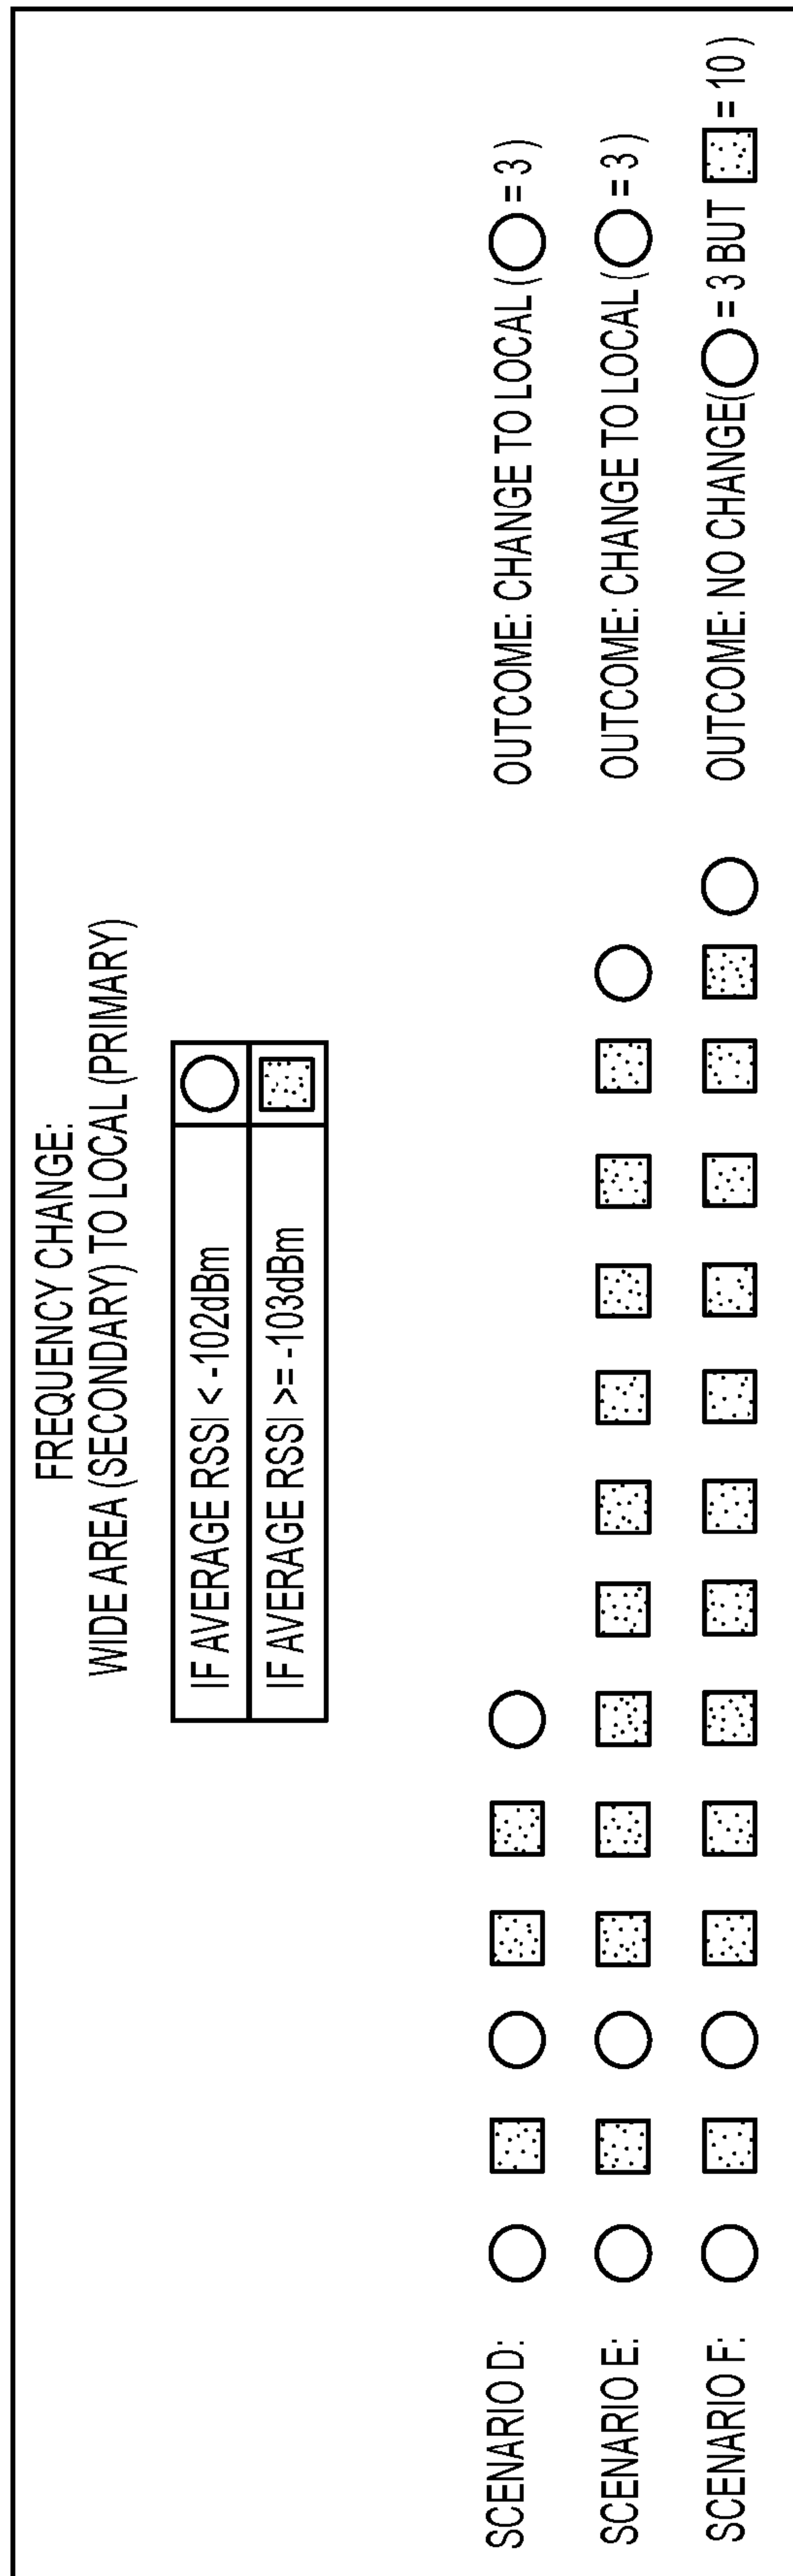 FREQUENCY CHANGE:
WIDE AREA (SECONDARY) TO LOCAL (PRIMARY)
IF AVERAGE RSSI < -102dBm
IF AVERAGE RSSI >= -103dBm
SCENARIO D: OUTCOME: CHANGE TO LOCAL ( = 3 )
SCENARIO E: OUTCOME: CHANGE TO LOCAL ( = 3 )
SCENARIO F: OUTCOME: NO CHANGE( = 3 BUT = 10 )